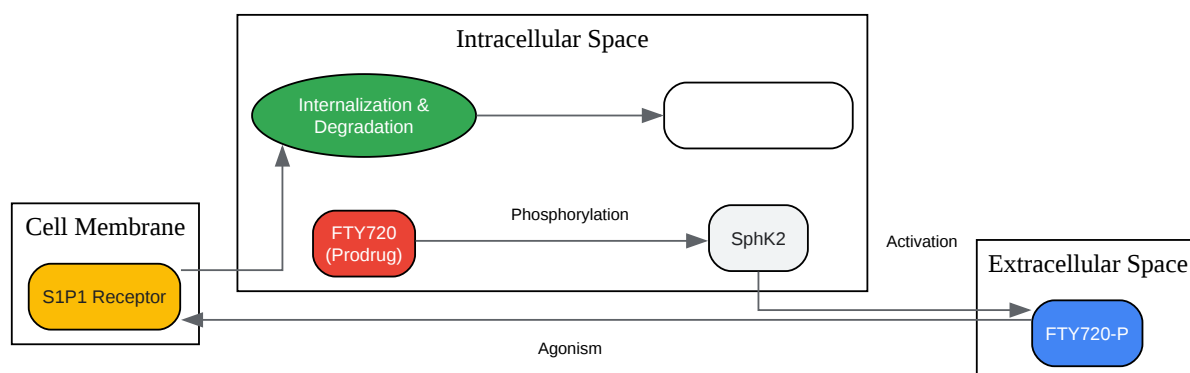 Intracellular Space
Internalization &
Degradation
Phosphorylation
FTY720
(Prodrug)
SphK2
Activation
Cell Membrane
S1P1 Receptor
Extracellular Space
FTY720-P
Agonism